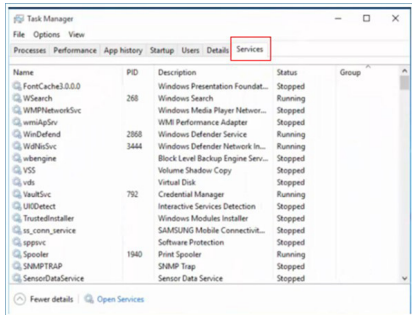 Task Manager
File Options View
Processes Performance App history Startup Users Details Services
Name PID Description Status Group
FontCache3.0.0.0 Windows Presentation Foundat... Stopped
WSearch 268 Windows Search Running
WMPNetworkSvc Windows Media Player Networ... Stopped
wmiApSrv WMI Performance Adapter Stopped
WinDefend 2868 Windows Defender Service Running
WdNisSvc 3444 Windows Defender Network In... Running
wbengine Block Level Backup Engine Serv... Stopped
VSS Volume Shadow Copy Stopped
vds Virtual Disk Stopped
VaultSvc 792 Credential Manager Running
UI0Detect Interactive Services Detection Stopped
TrustedInstaller Windows Modules Installer Stopped
ss_conn_service SAMSUNG Mobile Connectivit... Stopped
sppsvc Software Protection Stopped
Spooler 1940 Print Spooler Running
SNMPTRAP SNMP Trap Stopped
SensorDataService Sensor Data Service Stopped
Fewer details Open Services